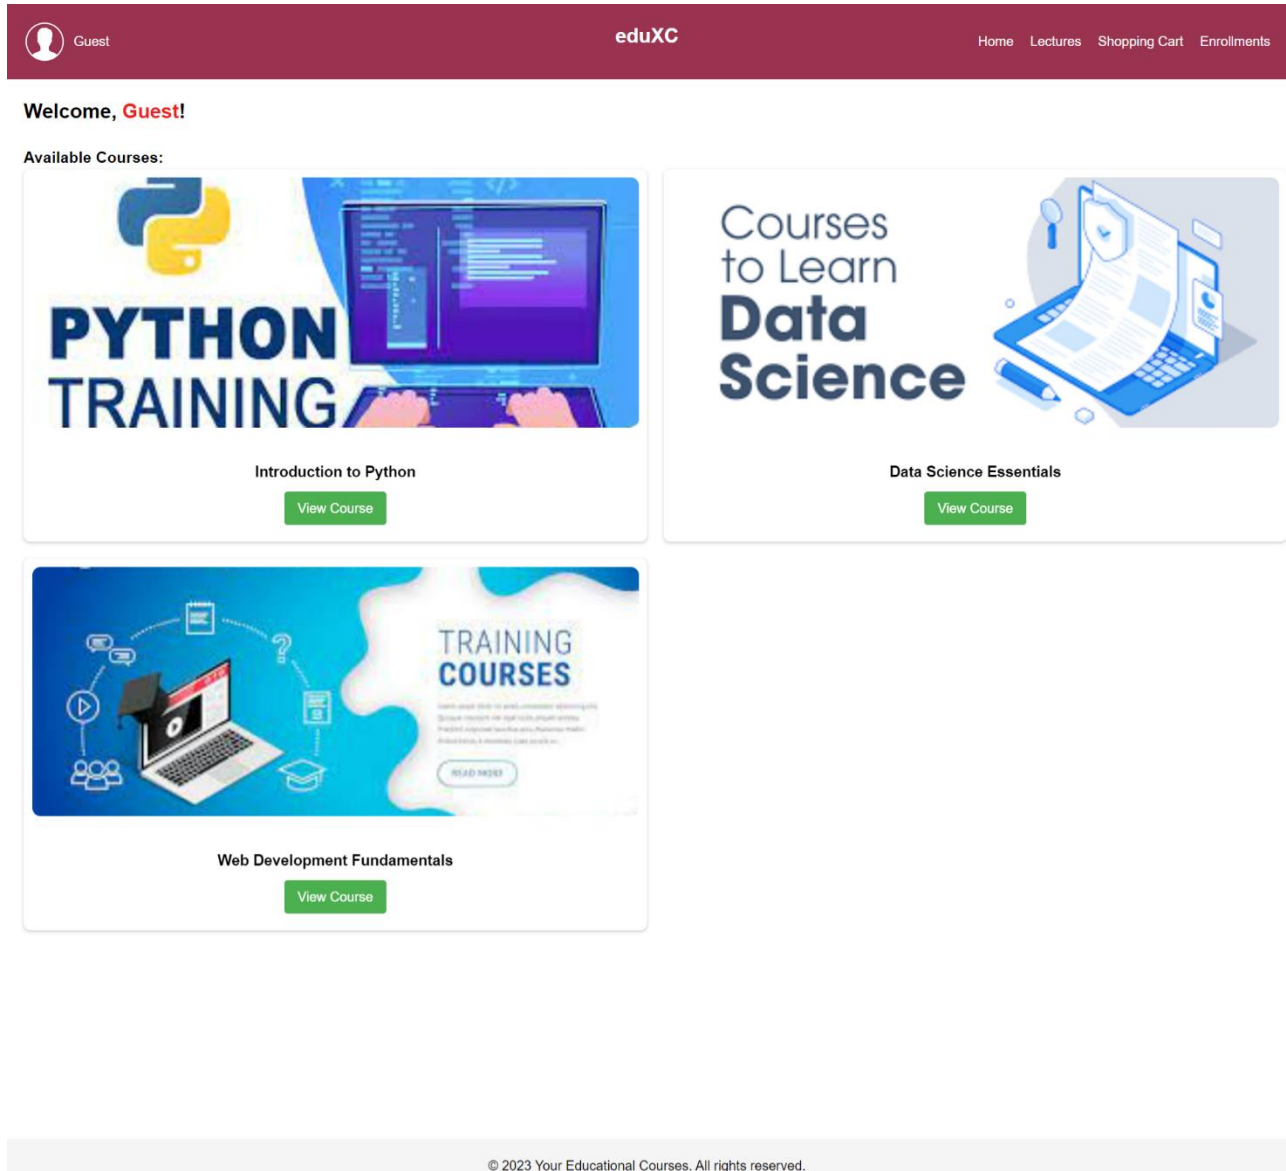 Guest
eduXC
Home Lectures Shopping Cart Enrollments
Welcome, Guest!
Available Courses:
PYTHON
TRAINING
Introduction to Python
View Course
Courses
to Learn
Data
Science
Data Science Essentials
View Course
TRAINING
COURSES
READ MORE
Web Development Fundamentals
View Course
© 2023 Your Educational Courses. All rights reserved.